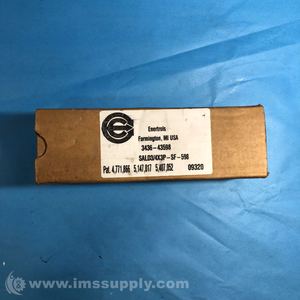 Enertrols
Farmington, MI USA
3436-43598
SALD3/4X3P-SF-598
Pat. 4,771,866 5,147,017 5,407,052
09320
www.imssupply.com